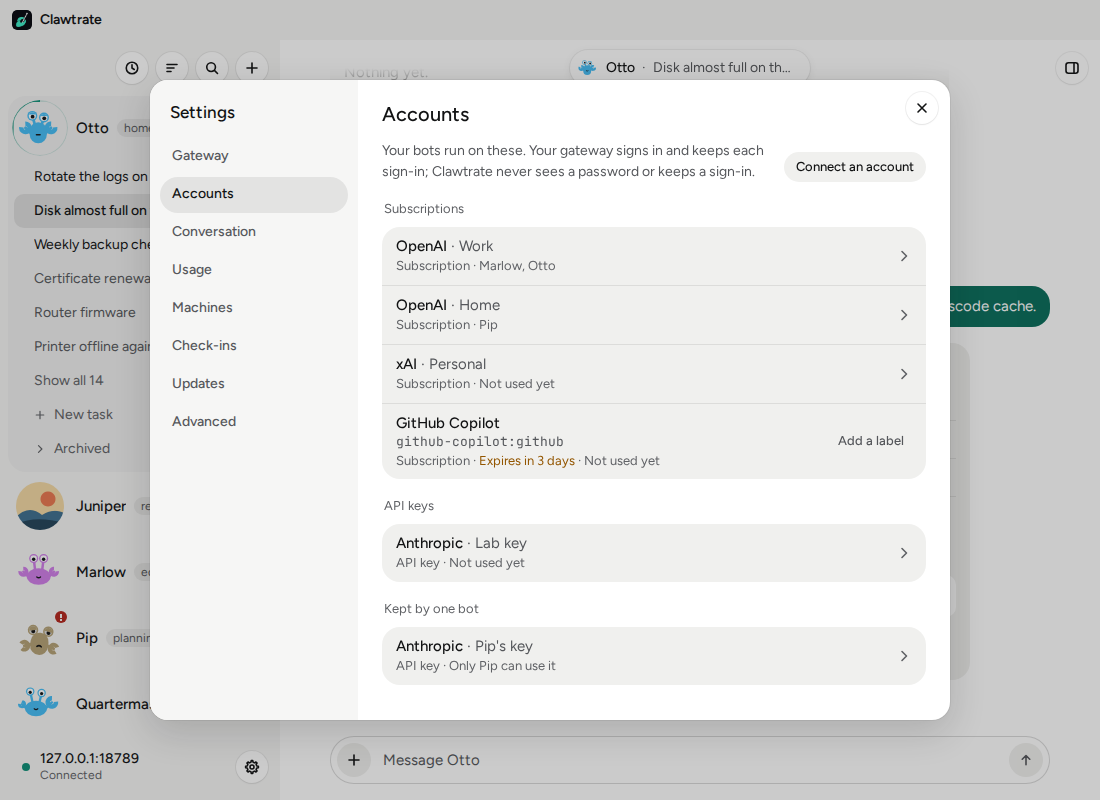 Clawtrate
Nothing yet.
Otto · Disk almost full on th...
Otto
Rotate the logs on
Disk almost full on
Weekly backup
Certificate
Router firmware
Printer offline
Show all 14
+ New task
Archived
Juniper
Marlow
Pip
127.0.0.1:18789
Connected
Settings
Gateway
Accounts
Conversation
Usage
Machines
Check-ins
Updates
Advanced
Accounts
Your bots run on these. Your gateway signs in and keeps each
sign-in; Clawtrate never sees a password or keeps a sign-in.
Connect an account
Subscriptions
OpenAI · Work
Subscription · Marlow, Otto
OpenAI · Home
Subscription · Pip
xAI · Personal
Subscription · Not used yet
GitHub Copilot
github-copilot:github
Subscription · Expires in 3 days · Not used yet
Add a label
API keys
Anthropic · Lab key
API key · Not used yet
Kept by one bot
Anthropic · Pip's key
API key · Only Pip can use it
cache.
Message Otto